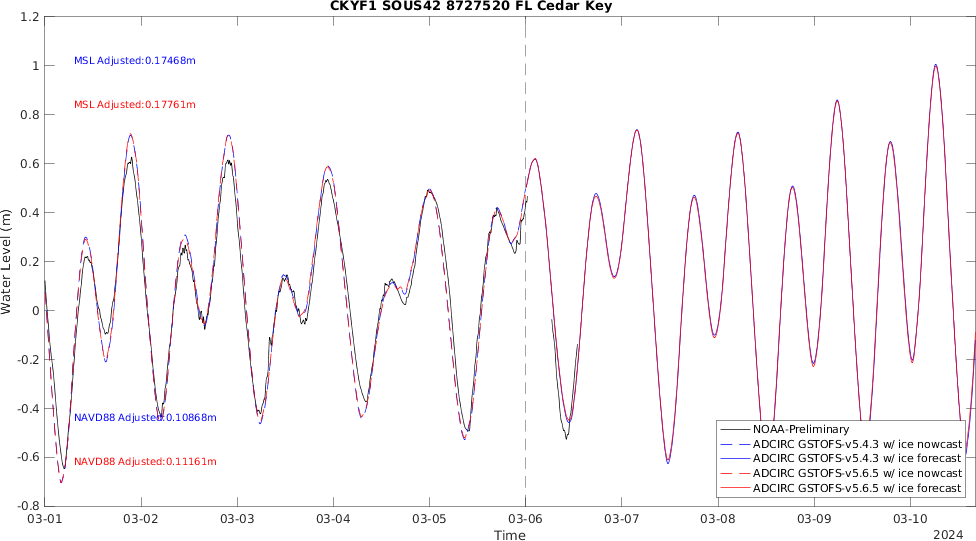 CKYF1 SOUS42 8727520 FL Cedar Key
1.2
1
0.8
0.6
0.4
0.2
0
-0.2
-0.4
-0.6
-0.8
Water Level (m)
MSL Adjusted:0.17468m
MSL Adjusted:0.17761m
NAVD88 Adjusted:0.10868m
NAVD88 Adjusted:0.11161m
NOAA-Preliminary
ADCIRC GSTOFS-v5.4.3 w/ ice nowcast
ADCIRC GSTOFS-v5.4.3 w/ ice forecast
ADCIRC GSTOFS-v5.6.5 w/ ice nowcast
ADCIRC GSTOFS-v5.6.5 w/ ice forecast
03-01 03-02 03-03 03-04 03-05 03-06 03-07 03-08 03-09 03-10
Time
2024